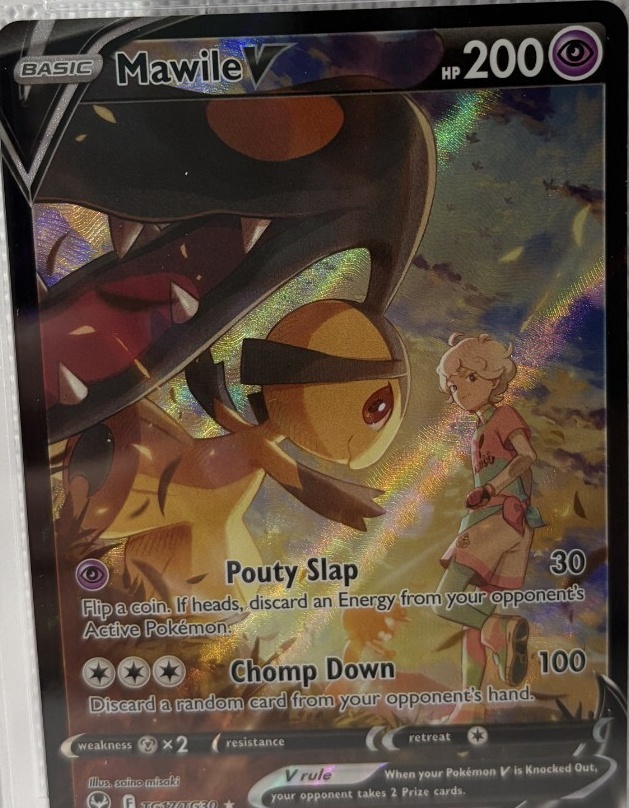 BASIC Mawile V HP 200
Pouty Slap 30
Flip a coin. If heads, discard an Energy from your opponent's
Active Pokémon.
Chomp Down 100
Discard a random card from your opponent's hand.
weakness ×2 resistance retreat
Illus. saino misaki
V rule When your Pokémon V is Knocked Out,
your opponent takes 2 Prize cards.
F TG17/TG30